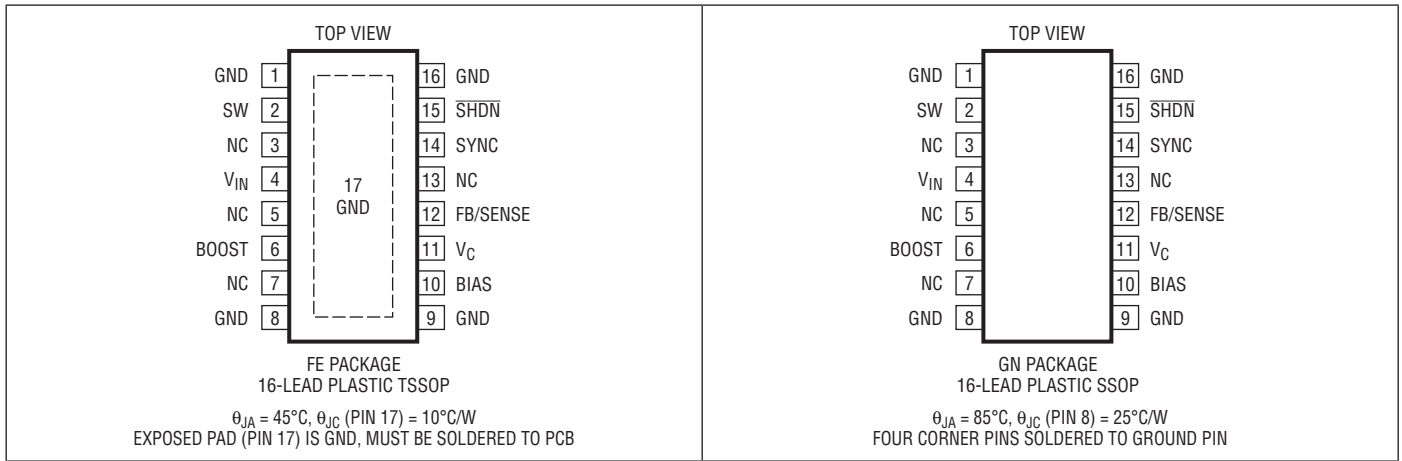 TOP VIEW
GND 1
SW 2
NC 3
VIN 4
NC 5
BOOST 6
NC 7
GND 8
16 GND
15 S̅H̅D̅N̅
14 SYNC
13 NC
12 FB/SENSE
11 VC
10 BIAS
9 GND
17
GND
FE PACKAGE
16-LEAD PLASTIC TSSOP
θJA = 45°C, θJC (PIN 17) = 10°C/W
EXPOSED PAD (PIN 17) IS GND, MUST BE SOLDERED TO PCB
TOP VIEW
GND 1
SW 2
NC 3
VIN 4
NC 5
BOOST 6
NC 7
GND 8
16 GND
15 S̅H̅D̅N̅
14 SYNC
13 NC
12 FB/SENSE
11 VC
10 BIAS
9 GND
GN PACKAGE
16-LEAD PLASTIC SSOP
θJA = 85°C, θJC (PIN 8) = 25°C/W
FOUR CORNER PINS SOLDERED TO GROUND PIN